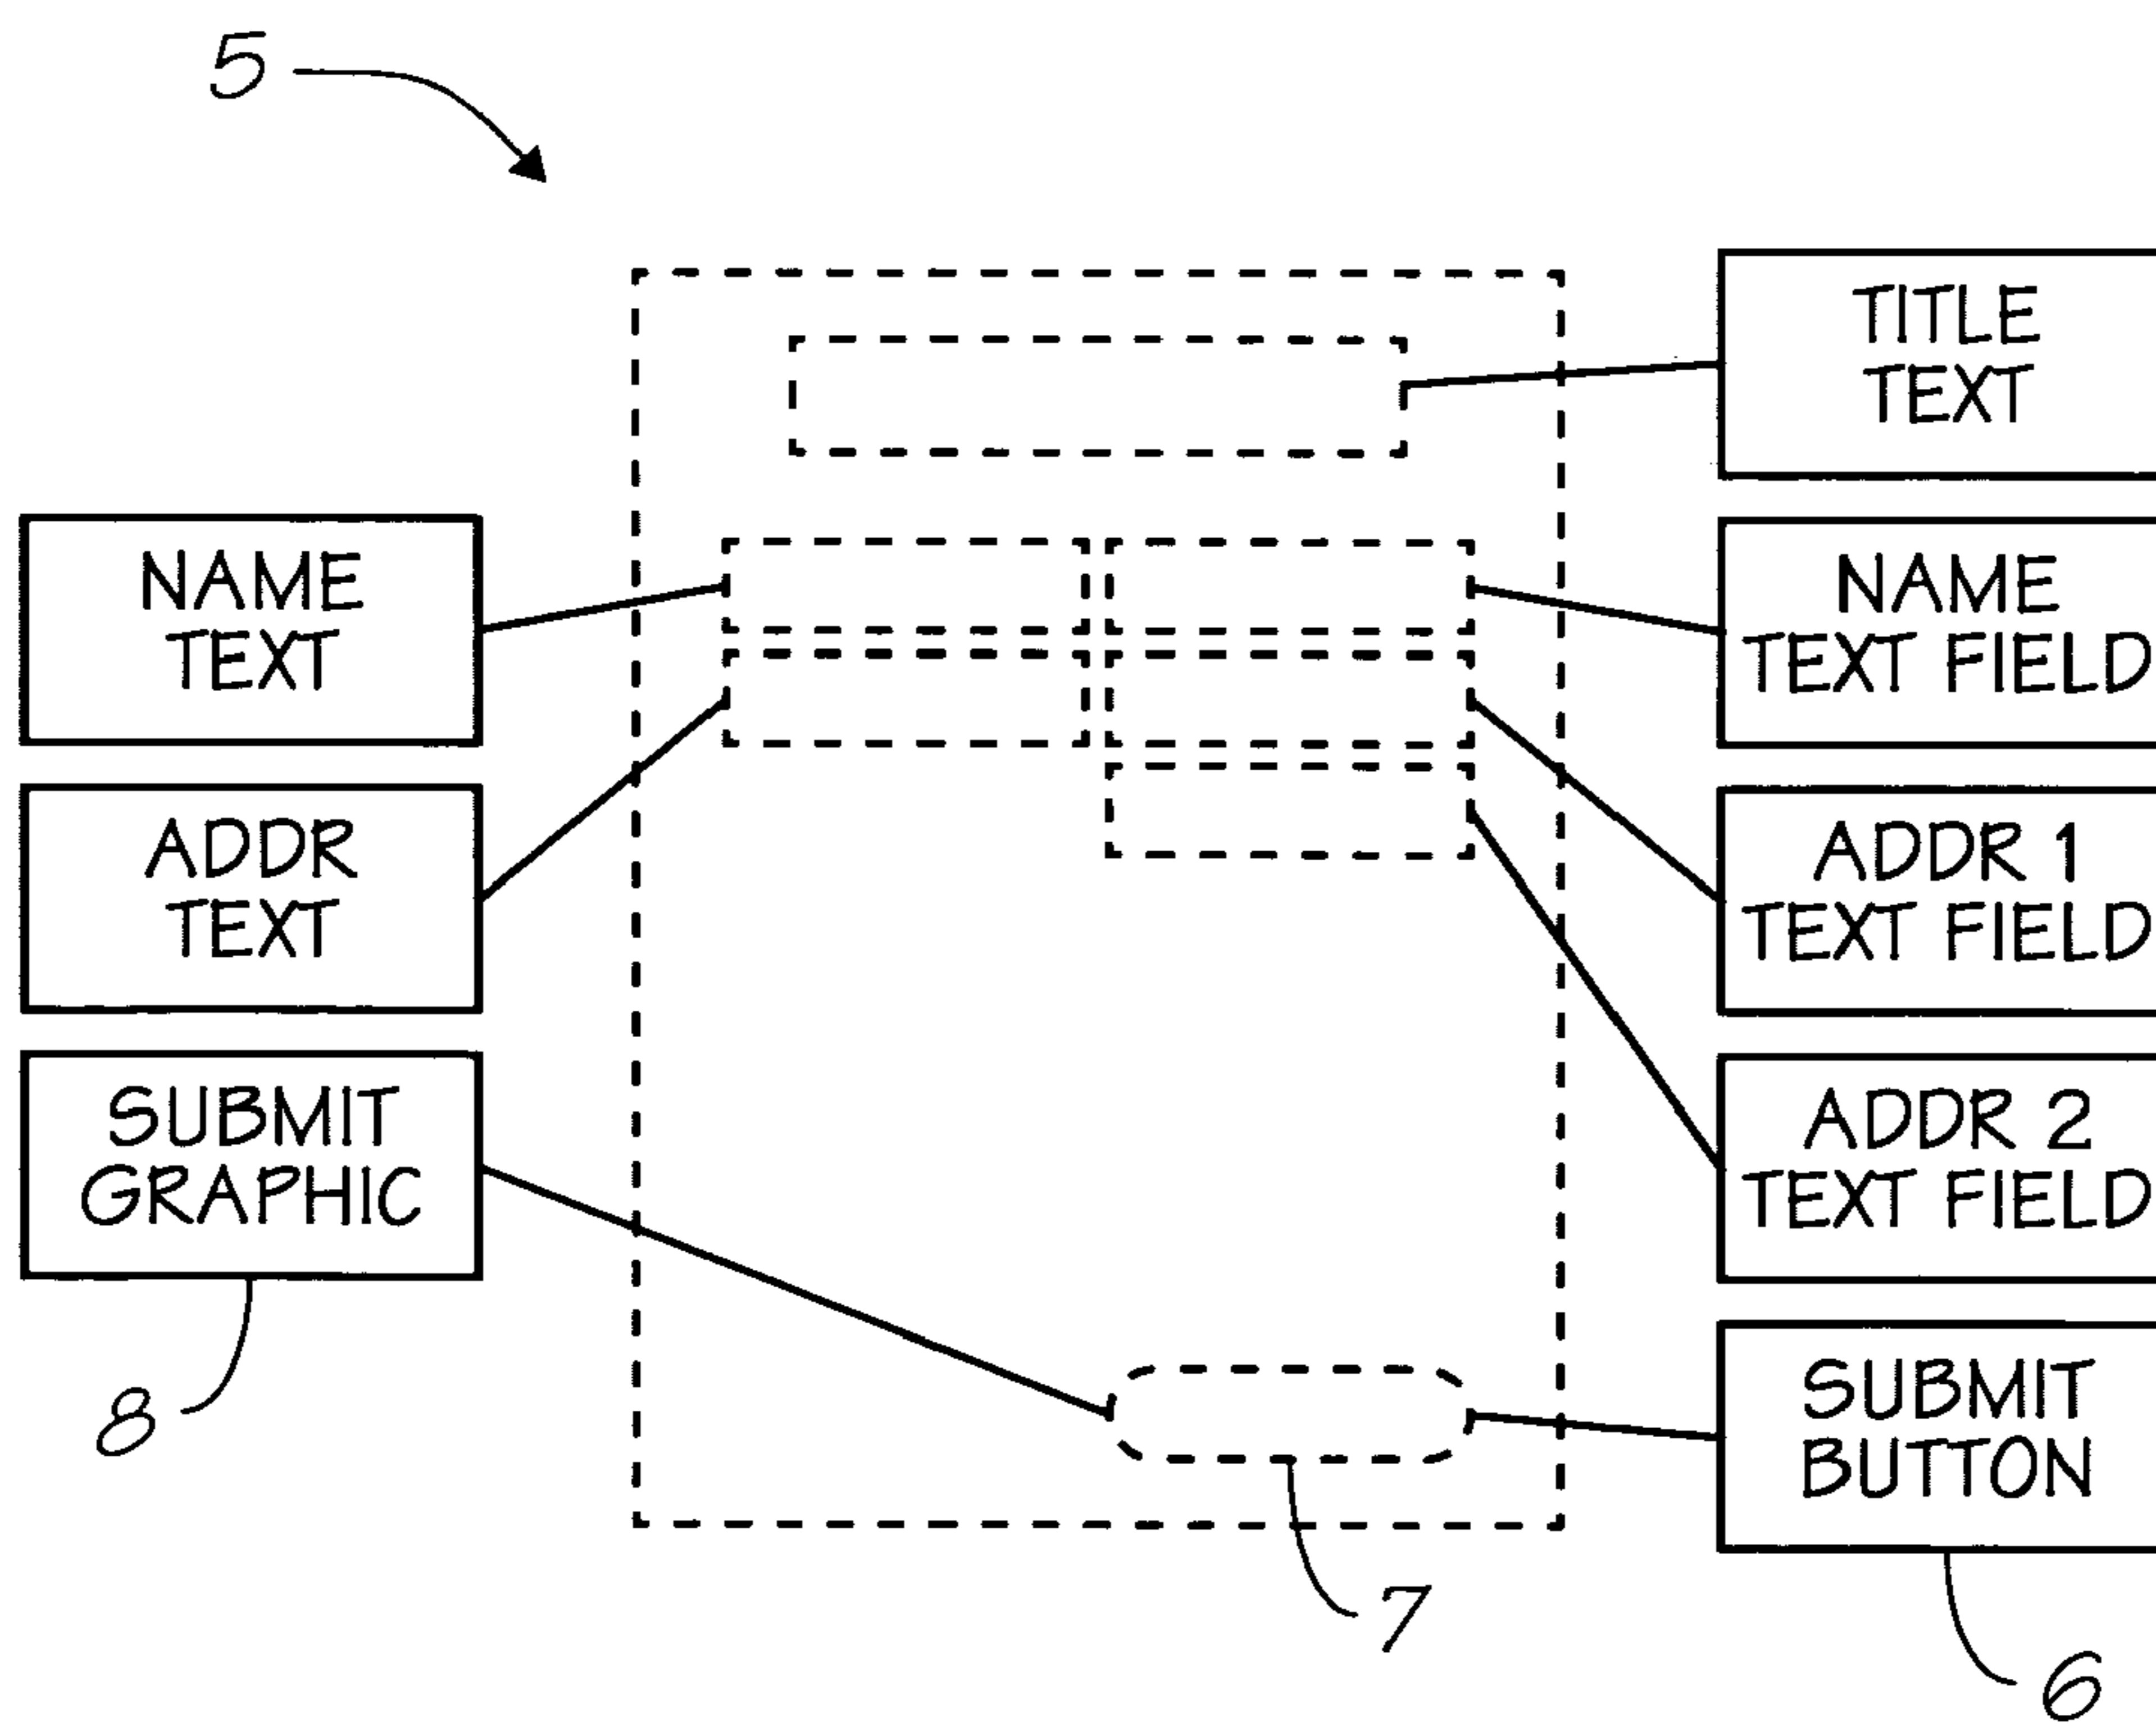 5
TITLE
TEXT
NAME
TEXT
NAME
TEXT FIELD
ADDR
TEXT
ADDR 1
TEXT FIELD
SUBMIT
GRAPHIC
ADDR 2
TEXT FIELD
SUBMIT
BUTTON
8
7
6